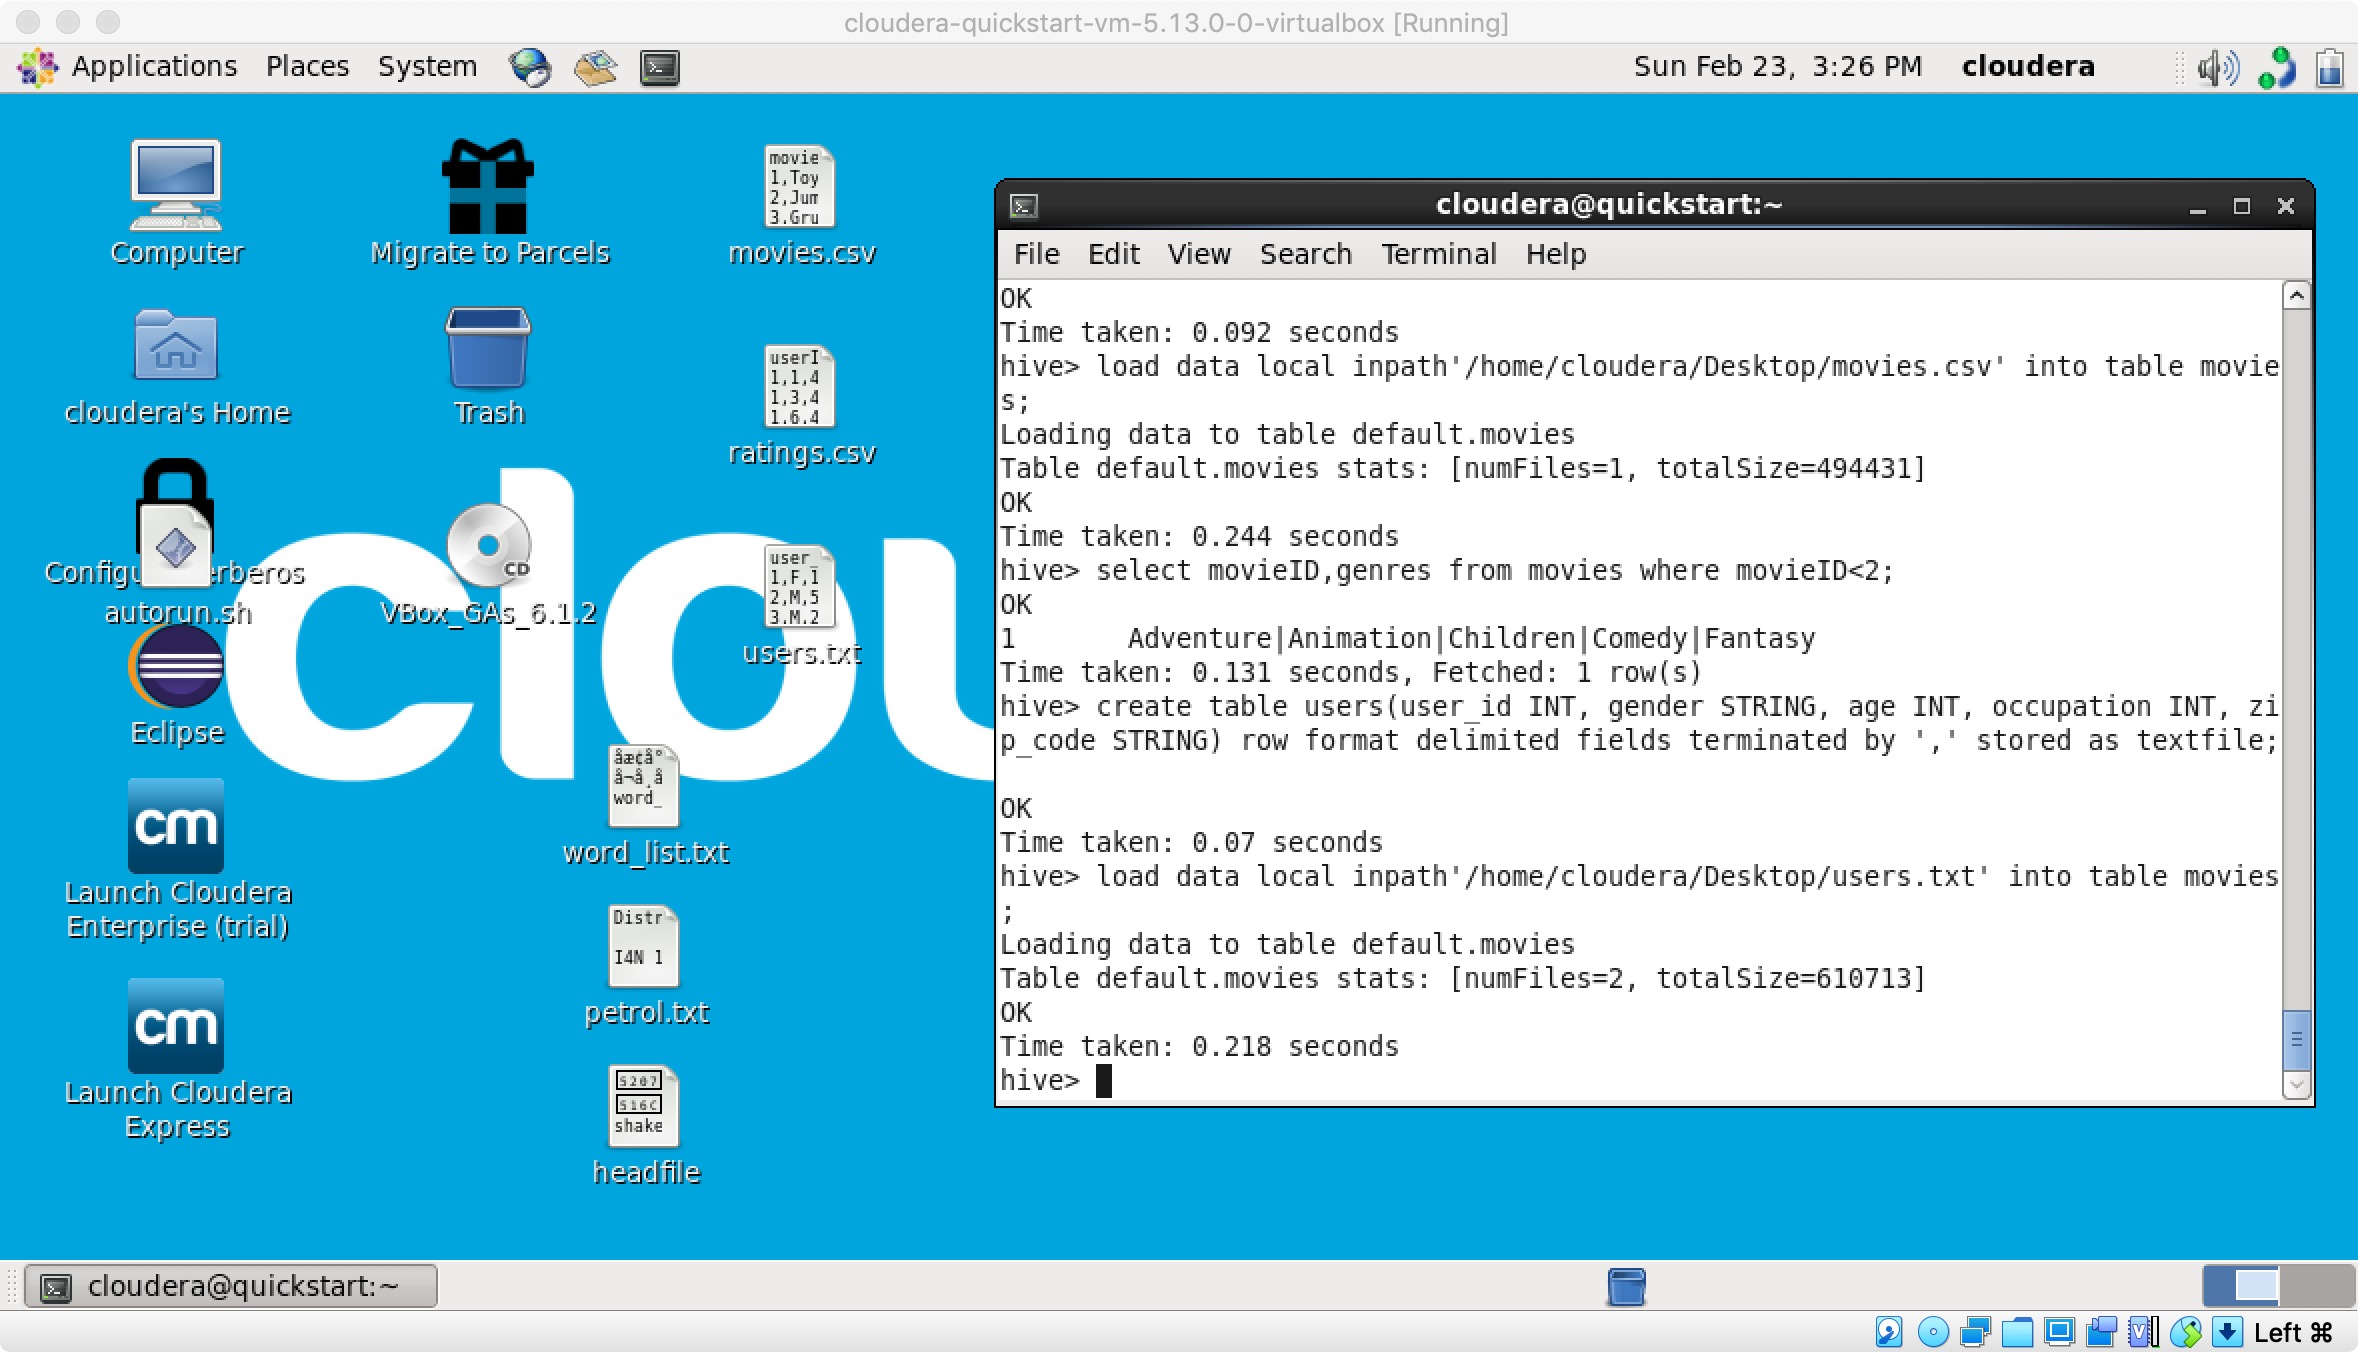 cloudera-quickstart-vm-5.13.0-0-virtualbox [Running]
Applications Places System Sun Feb 23, 3:26 PM cloudera
Computer
Migrate to Parcels
movie
1,Toy
2,Jum
3.Gru
movies.csv
cloudera's Home
Trash
userI
1,1,4
1,3,4
1.6.4
ratings.csv
autorun.sh
CD
VBox_GAs_6.1.2
user_
1,F,1
2,M,5
3.M.2
users.txt
Eclipse
clou
word_
word_list.txt
cm
Launch Cloudera
Enterprise (trial)
Distr
I4N 1
petrol.txt
cm
Launch Cloudera
Express
shake
headfile
cloudera@quickstart:~
File Edit View Search Terminal Help
OK
Time taken: 0.092 seconds
hive> load data local inpath'/home/cloudera/Desktop/movies.csv' into table movie
s;
Loading data to table default.movies
Table default.movies stats: [numFiles=1, totalSize=494431]
OK
Time taken: 0.244 seconds
hive> select movieID,genres from movies where movieID<2;
OK
1 Adventure|Animation|Children|Comedy|Fantasy
Time taken: 0.131 seconds, Fetched: 1 row(s)
hive> create table users(user_id INT, gender STRING, age INT, occupation INT, zi
p_code STRING) row format delimited fields terminated by ',' stored as textfile;
OK
Time taken: 0.07 seconds
hive> load data local inpath'/home/cloudera/Desktop/users.txt' into table movies
;
Loading data to table default.movies
Table default.movies stats: [numFiles=2, totalSize=610713]
OK
Time taken: 0.218 seconds
hive>
cloudera@quickstart:~
Left ⌘